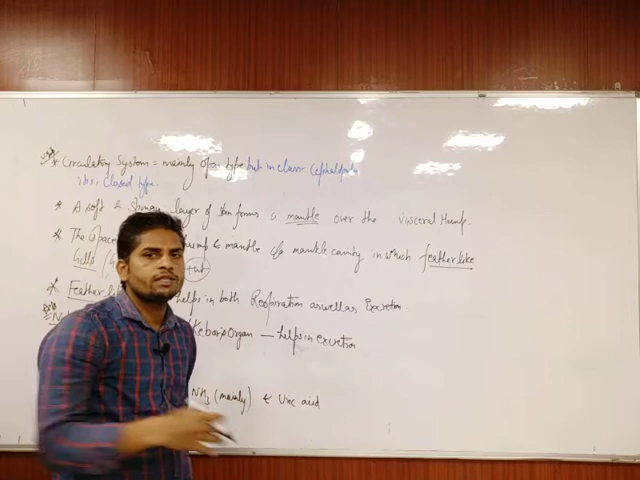 * Circulatory System = mainly open type but in class Cephalopoda
it is closed type.
* A soft & spongy layer of skin forms a mantle over the visceral Hump.
* The space hump & mantle c/a mantle cavity in which feather like
Gills
* Feather li helps in both Respiration as well as Excretion.
Organ — helps in excretion
NH3 (mainly) & Uric acid